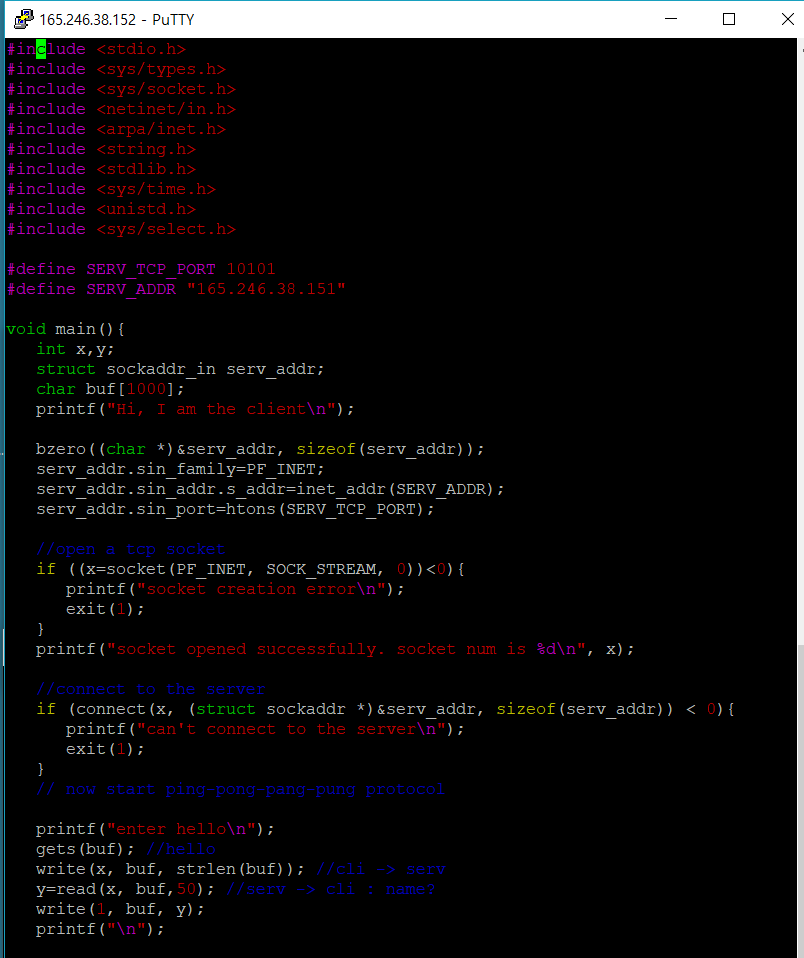 165.246.38.152 - PuTTY
#include <stdio.h>
#include <sys/types.h>
#include <sys/socket.h>
#include <netinet/in.h>
#include <arpa/inet.h>
#include <string.h>
#include <stdlib.h>
#include <sys/time.h>
#include <unistd.h>
#include <sys/select.h>
#define SERV_TCP_PORT 10101
#define SERV_ADDR "165.246.38.151"
void main(){
   int x,y;
   struct sockaddr_in serv_addr;
   char buf[1000];
   printf("Hi, I am the client\n");
   bzero((char *)&serv_addr, sizeof(serv_addr));
   serv_addr.sin_family=PF_INET;
   serv_addr.sin_addr.s_addr=inet_addr(SERV_ADDR);
   serv_addr.sin_port=htons(SERV_TCP_PORT);
   //open a tcp socket
   if ((x=socket(PF_INET, SOCK_STREAM, 0))<0){
      printf("socket creation error\n");
      exit(1);
   }
   printf("socket opened successfully. socket num is %d\n", x);
   //connect to the server
   if (connect(x, (struct sockaddr *)&serv_addr, sizeof(serv_addr)) < 0){
      printf("can't connect to the server\n");
      exit(1);
   }
   // now start ping-pong-pang-pung protocol
   printf("enter hello\n");
   gets(buf); //hello
   write(x, buf, strlen(buf)); //cli -> serv
   y=read(x, buf,50); //serv -> cli : name?
   write(1, buf, y);
   printf("\n");